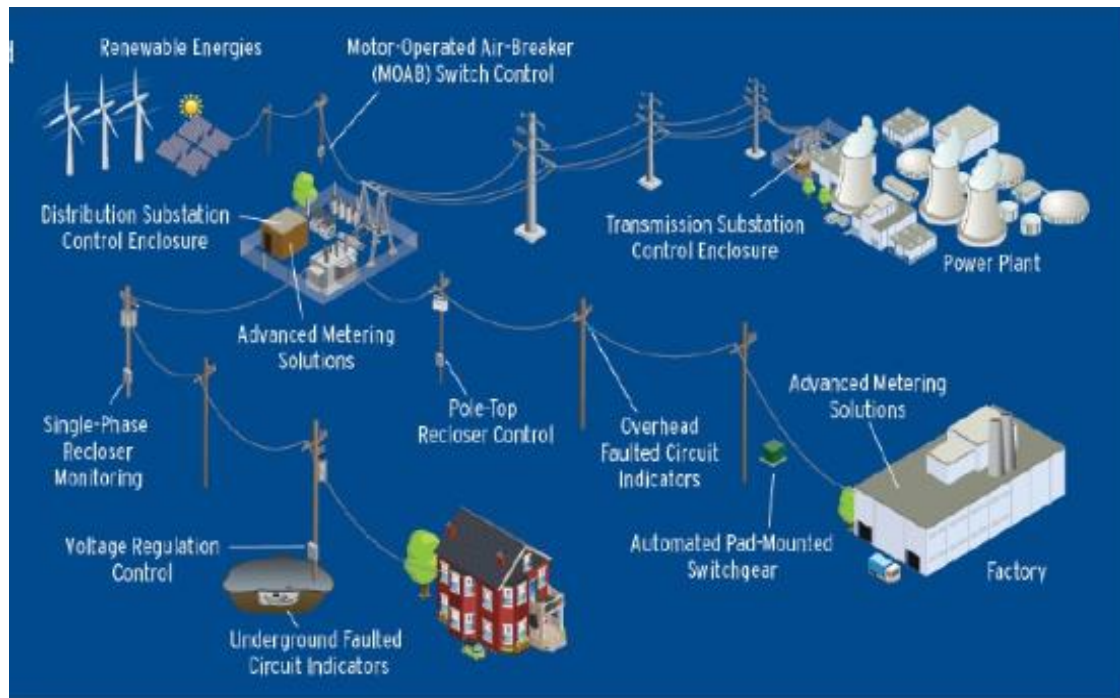 Renewable Energies
Motor-Operated Air-Breaker
(MOAB) Switch Control
Distribution Substation
Control Enclosure
Transmission Substation
Control Enclosure
Power Plant
Advanced Metering
Solutions
Single-Phase
Recloser
Monitoring
Pole-Top
Recloser Control
Overhead
Faulted Circuit
Indicators
Advanced Metering
Solutions
Voltage Regulation
Control
Automated Pad-Mounted
Switchgear
Factory
Underground Faulted
Circuit Indicators